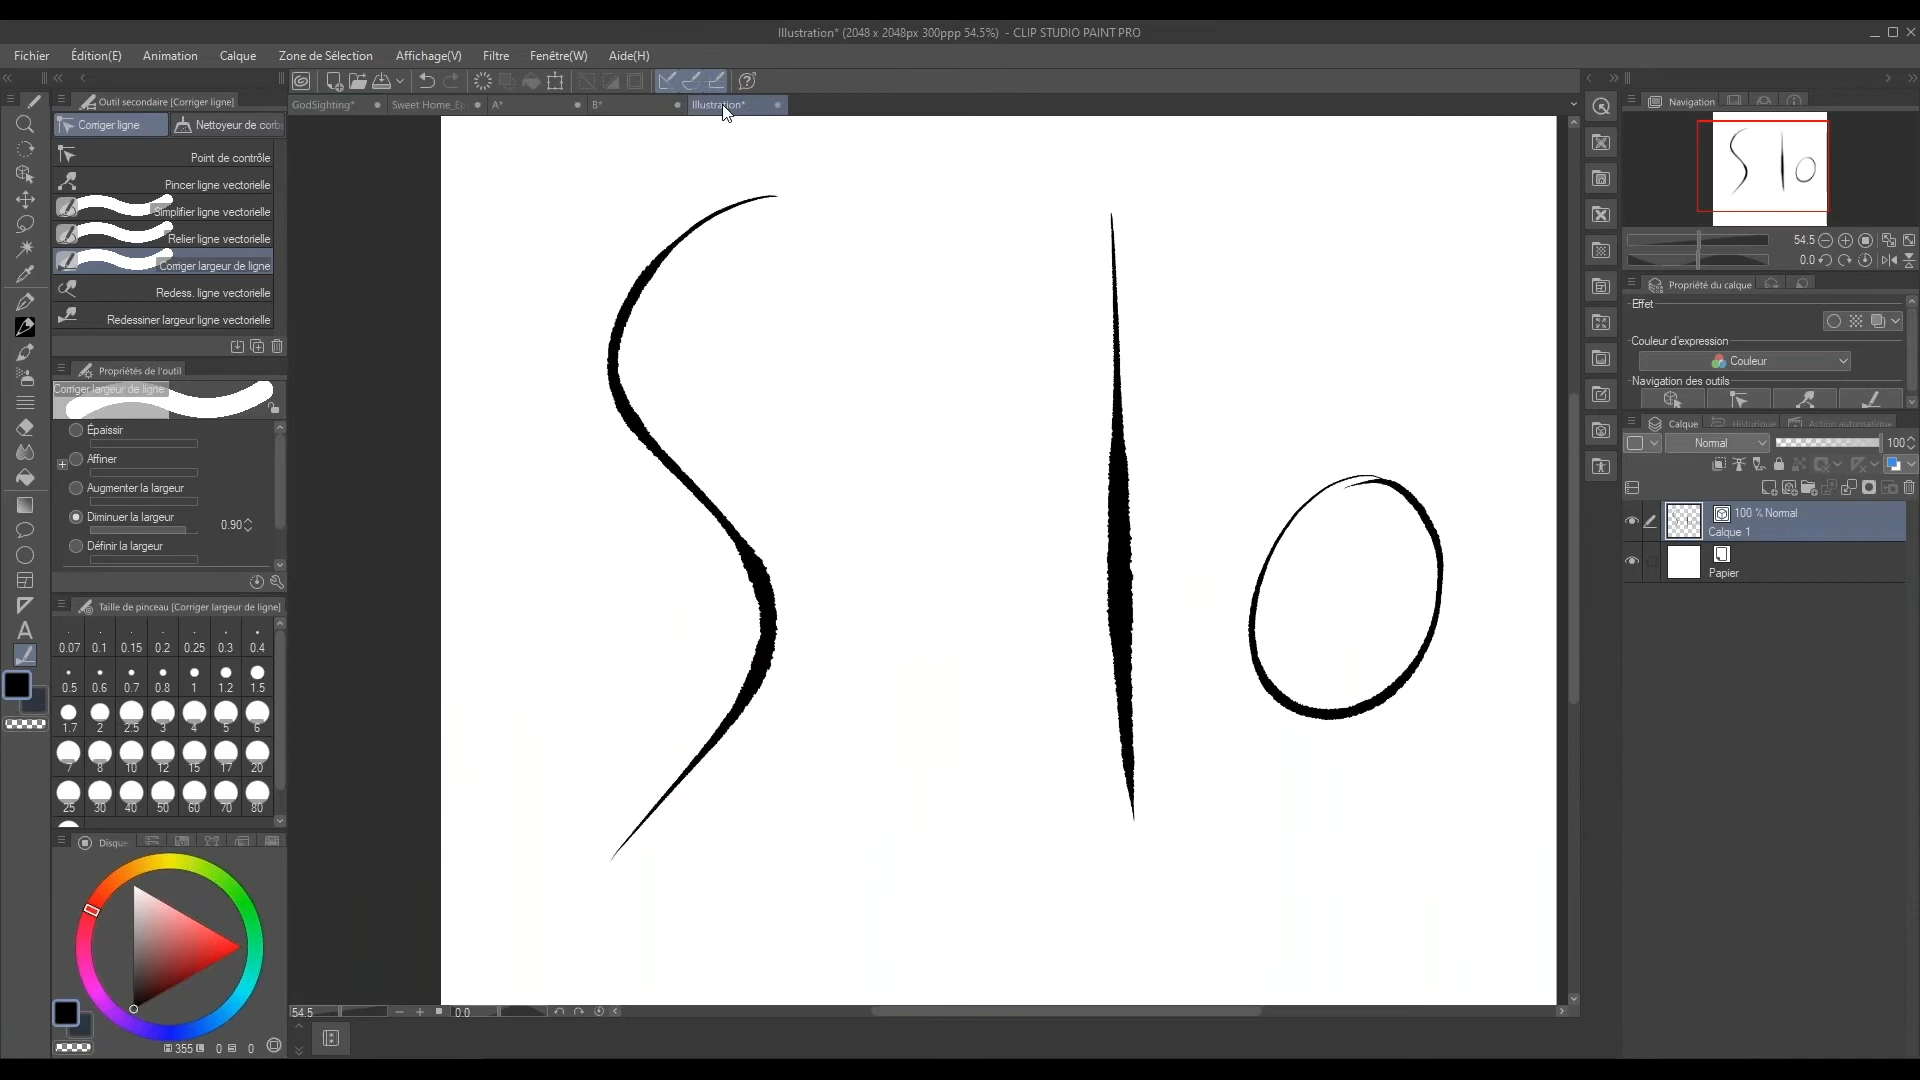 Illustration* (2048 x 2048px 300ppp 54.5%) - CLIP STUDIO PAINT PRO
Fichier Édition(E) Animation Calque Zone de Sélection Affichage(V) Filtre Fenêtre(W) Aide(H)
Outil secondaire [Corriger ligne]
GodSighting* Sweet Home_Ep A* B* Illustration*
Corriger ligne Nettoyeur de corb
Point de contrôle
Pincer ligne vectorielle
Simplifier ligne vectorielle
Relier ligne vectorielle
Corriger largeur de ligne
Redess. ligne vectorielle
Redessiner largeur ligne vectorielle
Propriétés de l'outil
Corriger largeur de ligne
Épaissir
Affiner
Augmenter la largeur
Diminuer la largeur
0.90
Définir la largeur
Taille de pinceau [Corriger largeur de ligne]
0.07 0.1 0.15 0.2 0.25 0.3 0.4
0.5 0.6 0.7 0.8 1 1.2 1.5
1.7 2 2.5 3 4 5 6
7 8 10 12 15 17 20
25 30 40 50 60 70 80
Disque
355 0 0
54.5 0.0
Navigation
54.5
0.0
Propriété du calque
Effet
Couleur d'expression
Couleur
Navigation des outils
Calque Historique Action automatique
Normal 100
100 % Normal
Calque 1
Papier